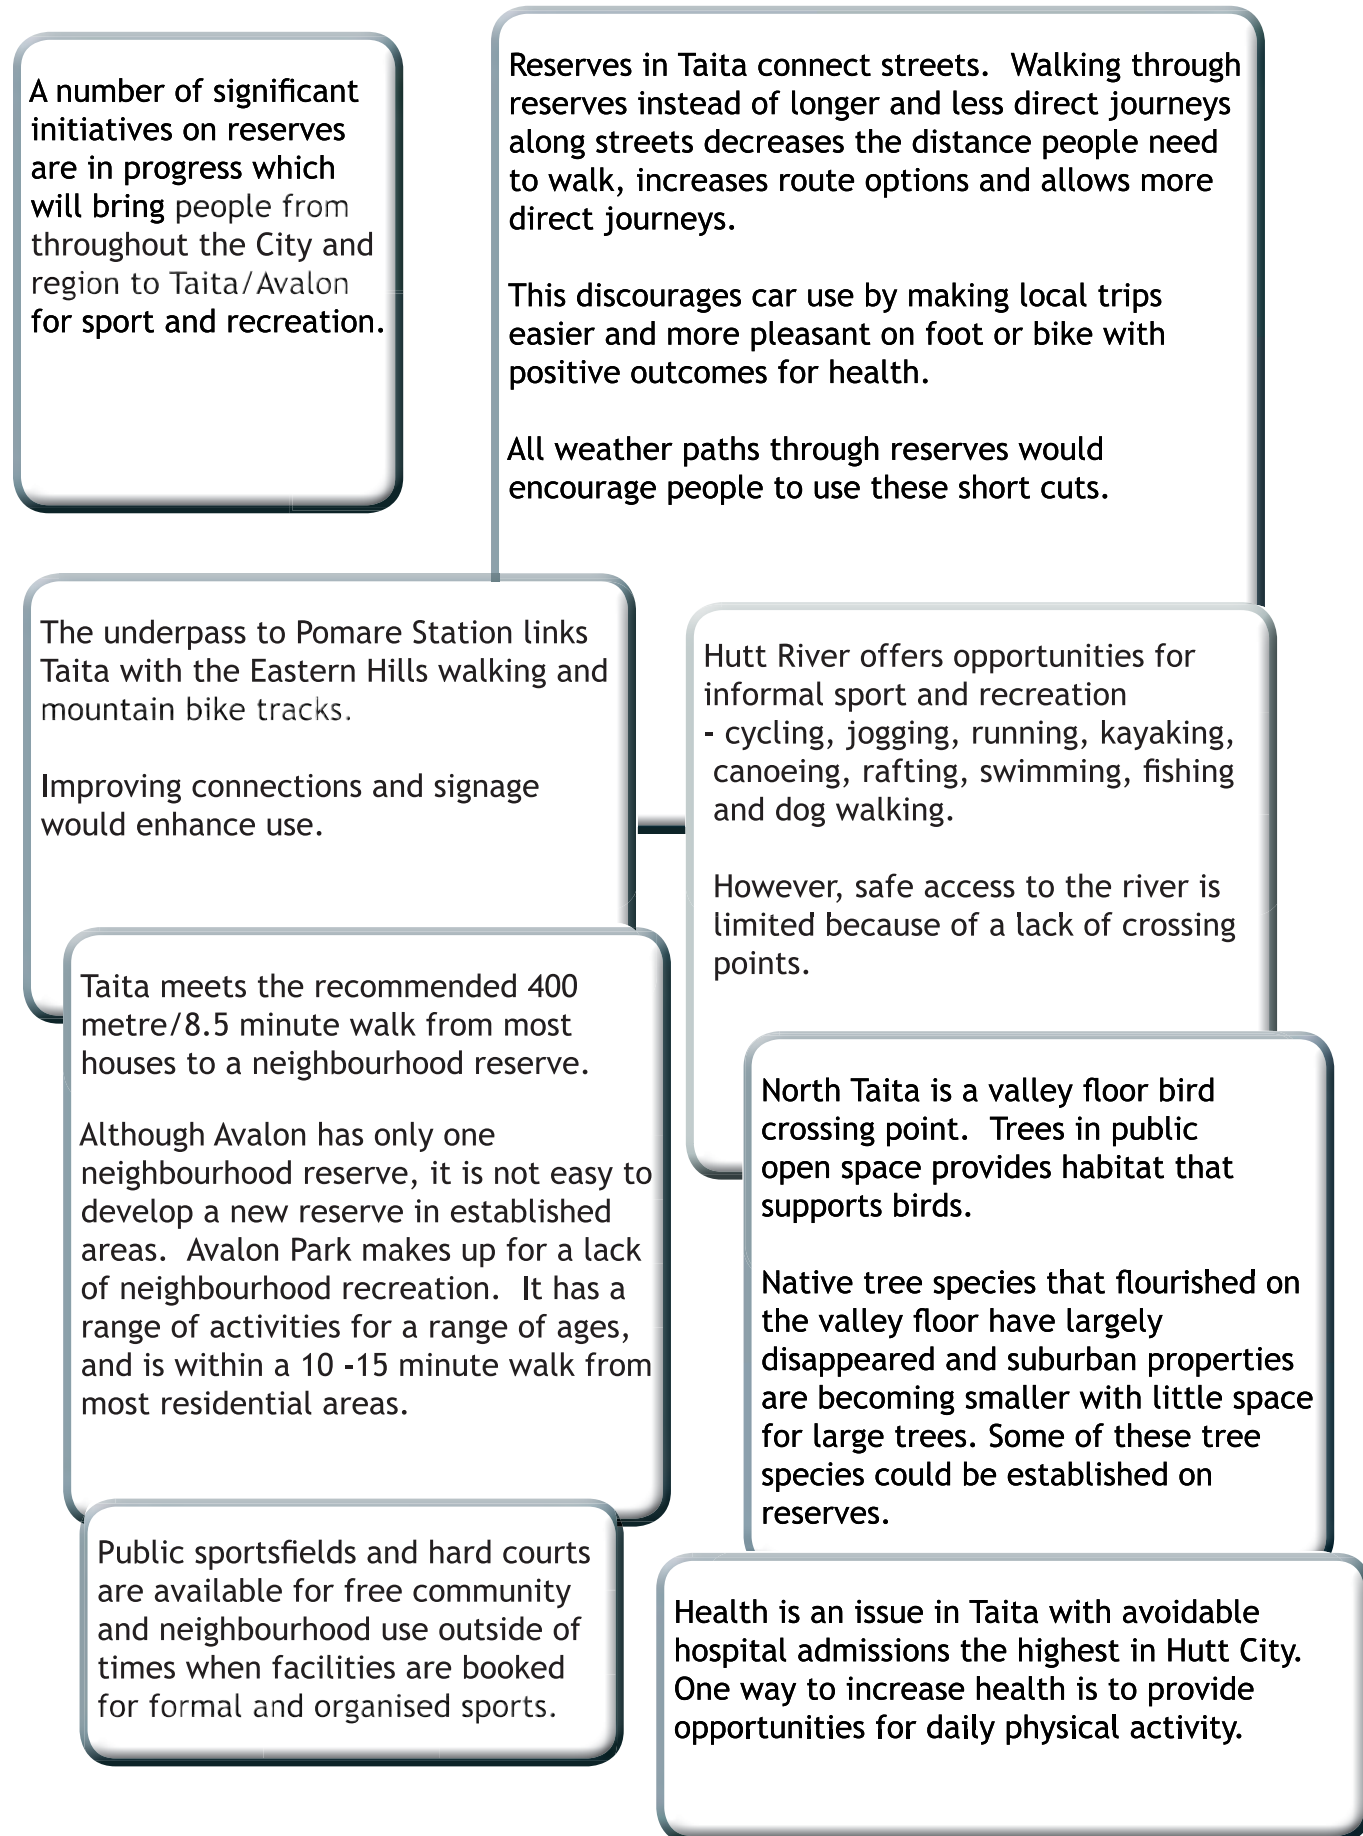 A number of significant
initiatives on reserves
are in progress which
will bring people from
throughout the City and
region to Taita/Avalon
for sport and recreation.
Reserves in Taita connect streets.  Walking through
reserves instead of longer and less direct journeys
along streets decreases the distance people need
to walk, increases route options and allows more
direct journeys.
This discourages car use by making local trips
easier and more pleasant on foot or bike with
positive outcomes for health.
All weather paths through reserves would
encourage people to use these short cuts.
The underpass to Pomare Station links
Taita with the Eastern Hills walking and
mountain bike tracks.
Improving connections and signage
would enhance use.
Hutt River offers opportunities for
informal sport and recreation
- cycling, jogging, running, kayaking,
canoeing, rafting, swimming, fishing
and dog walking.
However, safe access to the river is
limited because of a lack of crossing
points.
Taita meets the recommended 400
metre/8.5 minute walk from most
houses to a neighbourhood reserve.
Although Avalon has only one
neighbourhood reserve, it is not easy to
develop a new reserve in established
areas.  Avalon Park makes up for a lack
of neighbourhood recreation.  It has a
range of activities for a range of ages,
and is within a 10 -15 minute walk from
most residential areas.
North Taita is a valley floor bird
crossing point.  Trees in public
open space provides habitat that
supports birds.
Native tree species that flourished on
the valley floor have largely
disappeared and suburban properties
are becoming smaller with little space
for large trees. Some of these tree
species could be established on
reserves.
Public sportsfields and hard courts
are available for free community
and neighbourhood use outside of
times when facilities are booked
for formal and organised sports.
Health is an issue in Taita with avoidable
hospital admissions the highest in Hutt City.
One way to increase health is to provide
opportunities for daily physical activity.